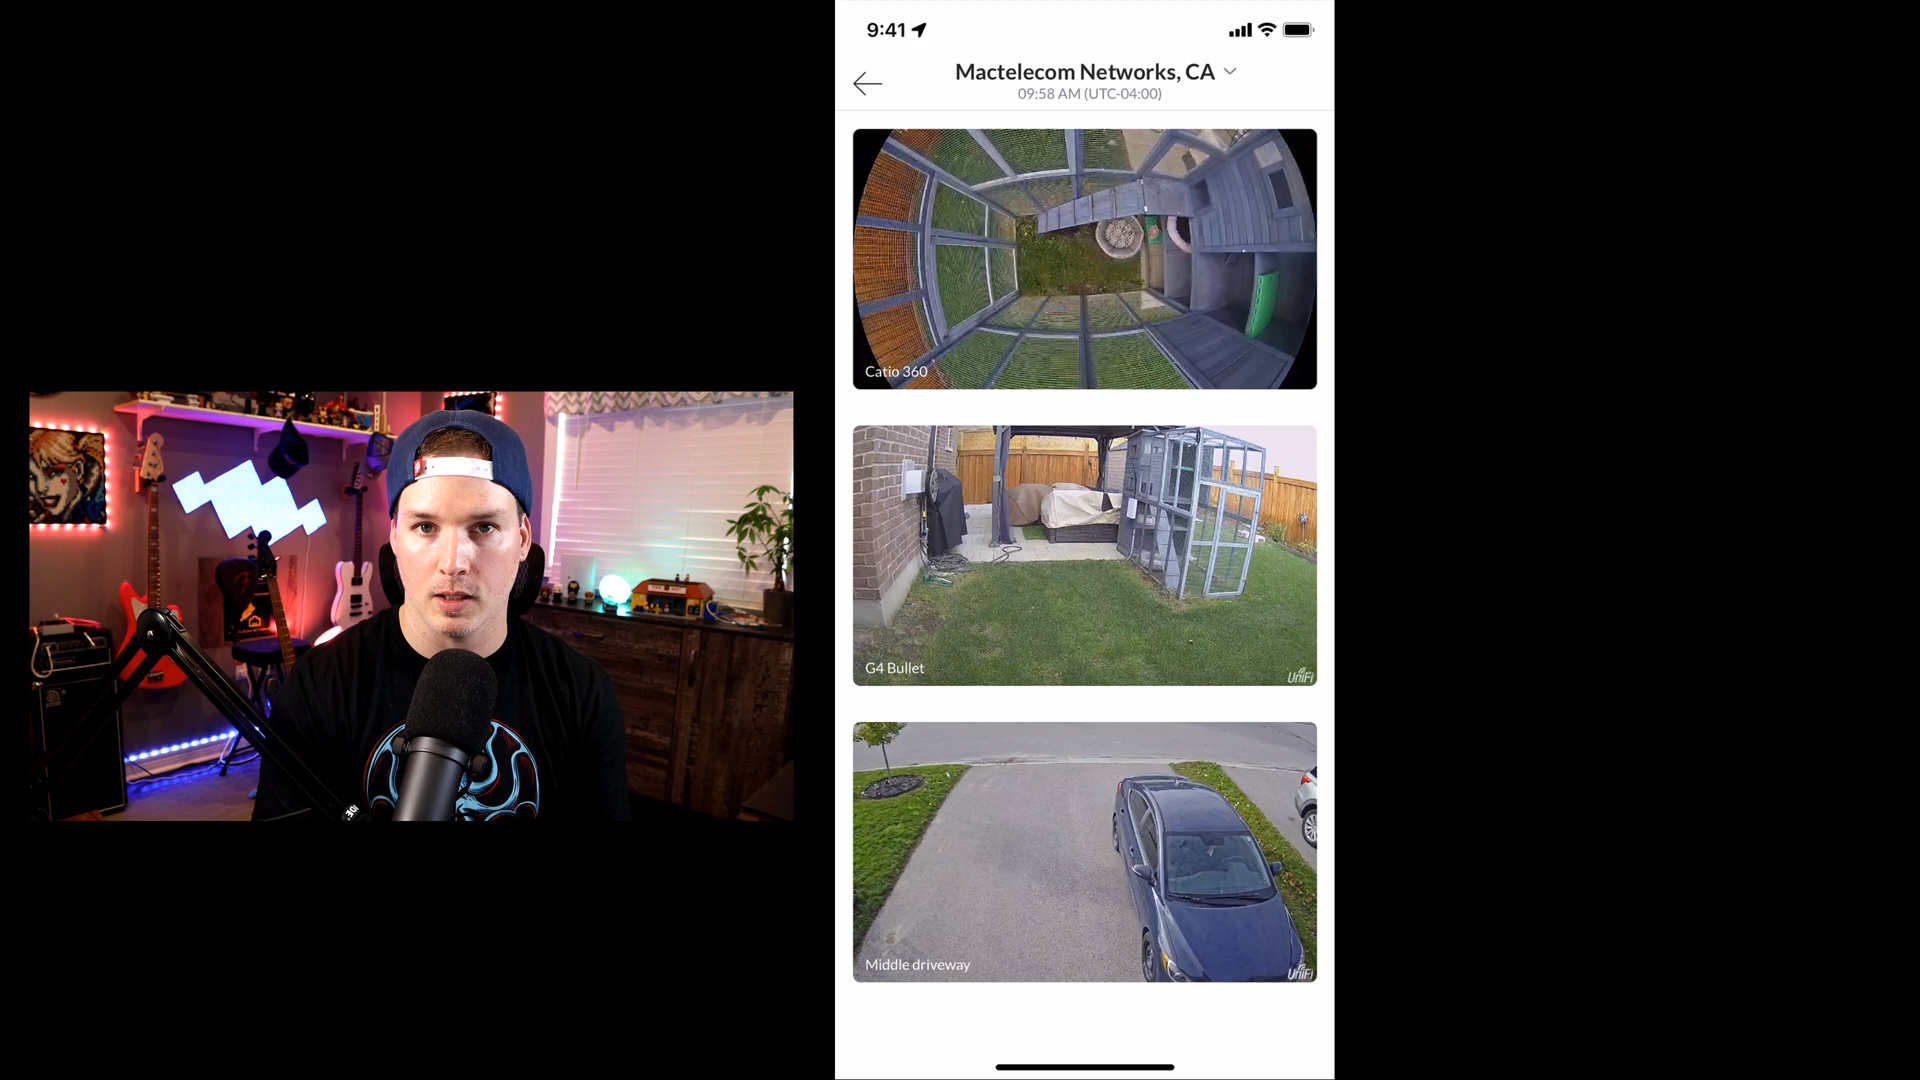 9:41
Mactelecom Networks, CA
09:58 AM (UTC-04:00)
Catio 360
G4 Bullet
UniFi
Middle driveway
UniFi